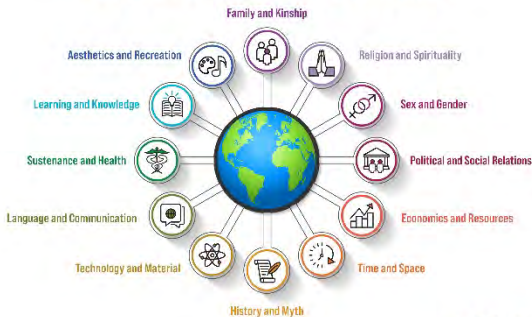 Family and Kinship
Aesthetics and Recreation
Religion and Spirituality
Learning and Knowledge
Sex and Gender
Sustenance and Health
Political and Social Relations
Language and Communication
Economics and Resources
Technology and Material
Time and Space
History and Myth